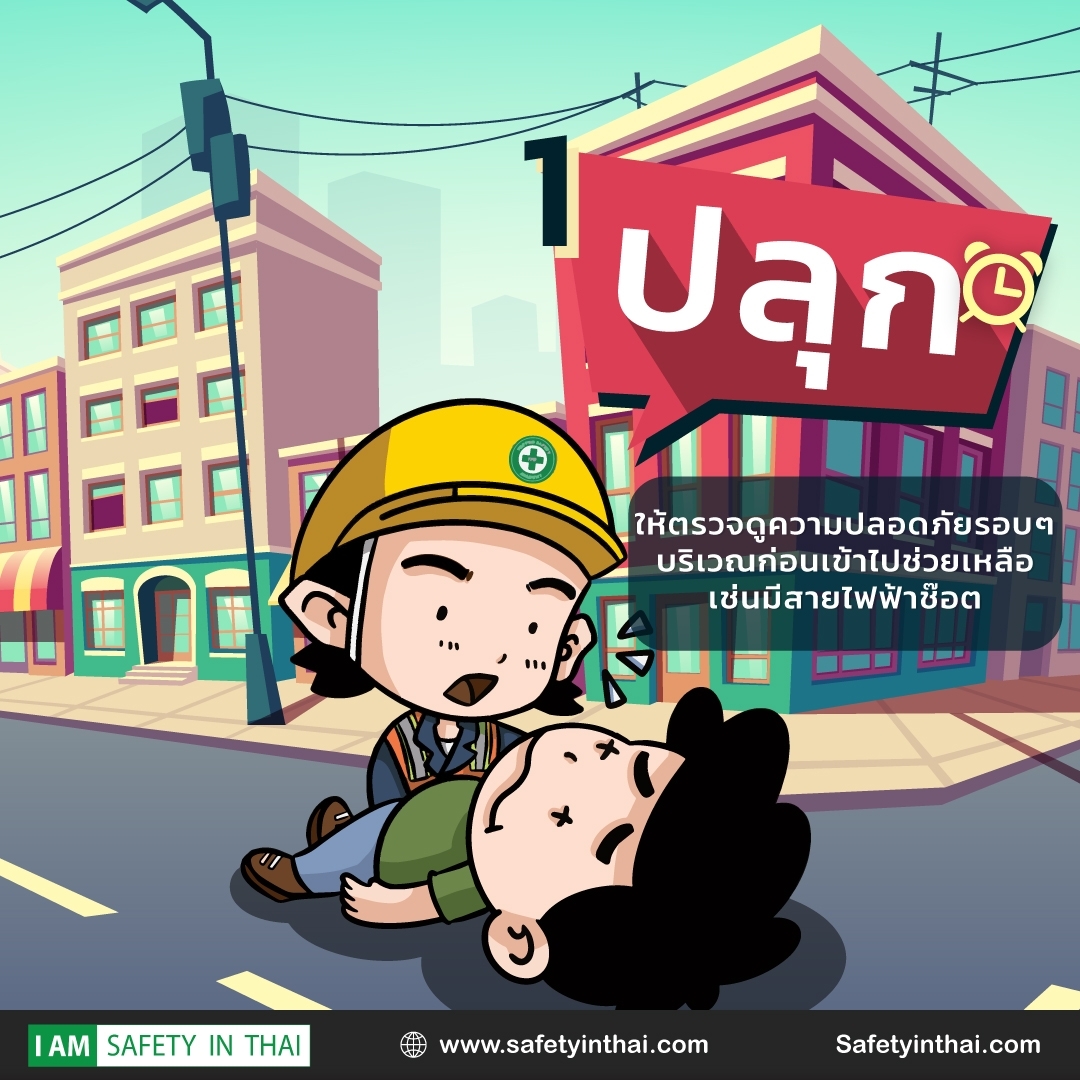 1
ปลุก
ให้ตรวจดูความปลอดภัยรอบๆ
บริเวณก่อนเข้าไปช่วยเหลือ
เช่นมีสายไฟฟ้าช๊อต
I AM SAFETY IN THAI
www.safetyinthai.com
Safetyinthai.com